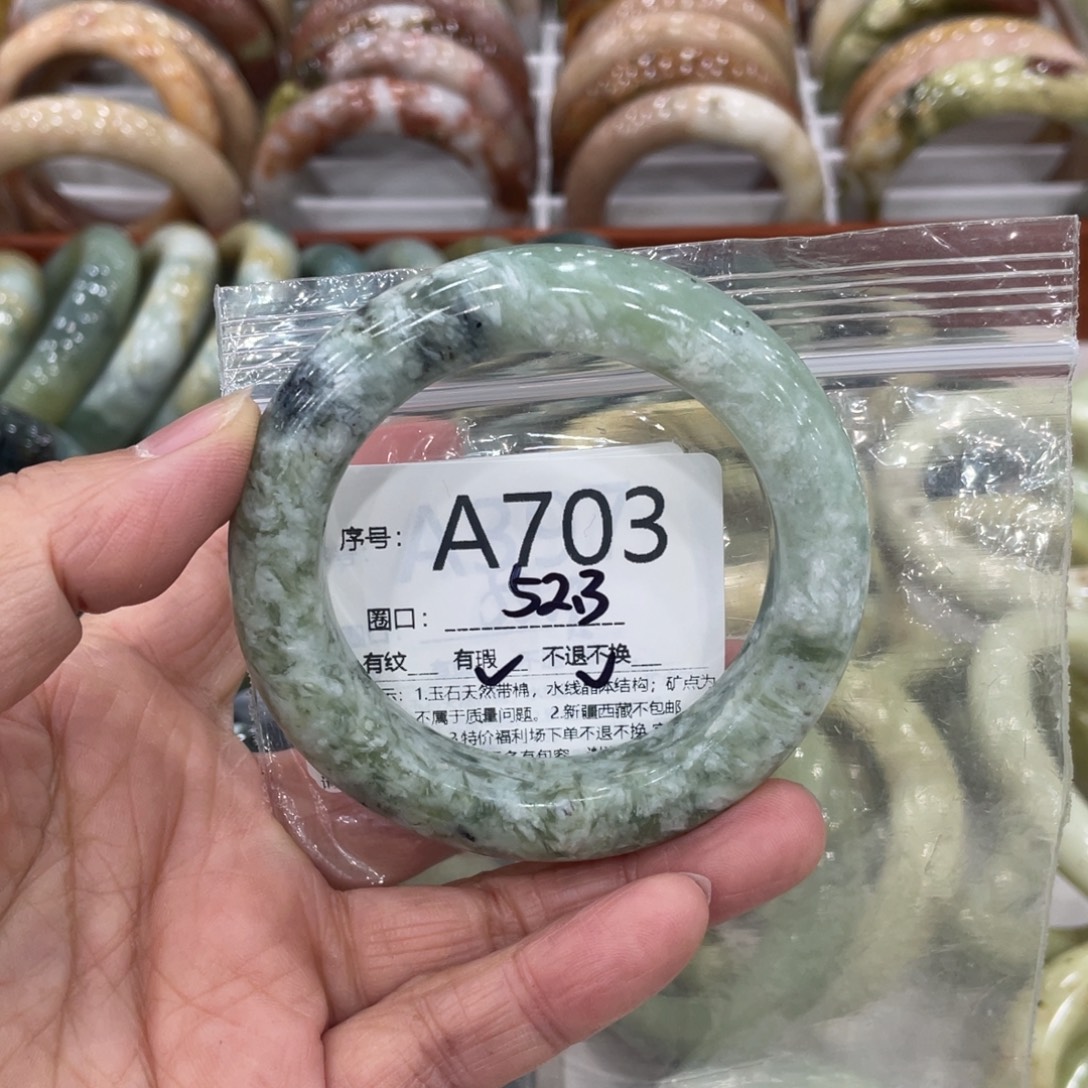 序号： A703
圈口： 52.3
有纹 有瑕 ✓ 不退不换 ✓
1.玉石天然带棉，水线晶体结构；矿点为
不属于质量问题。2.新疆西藏不包邮
3.特价福利场下单不退不换